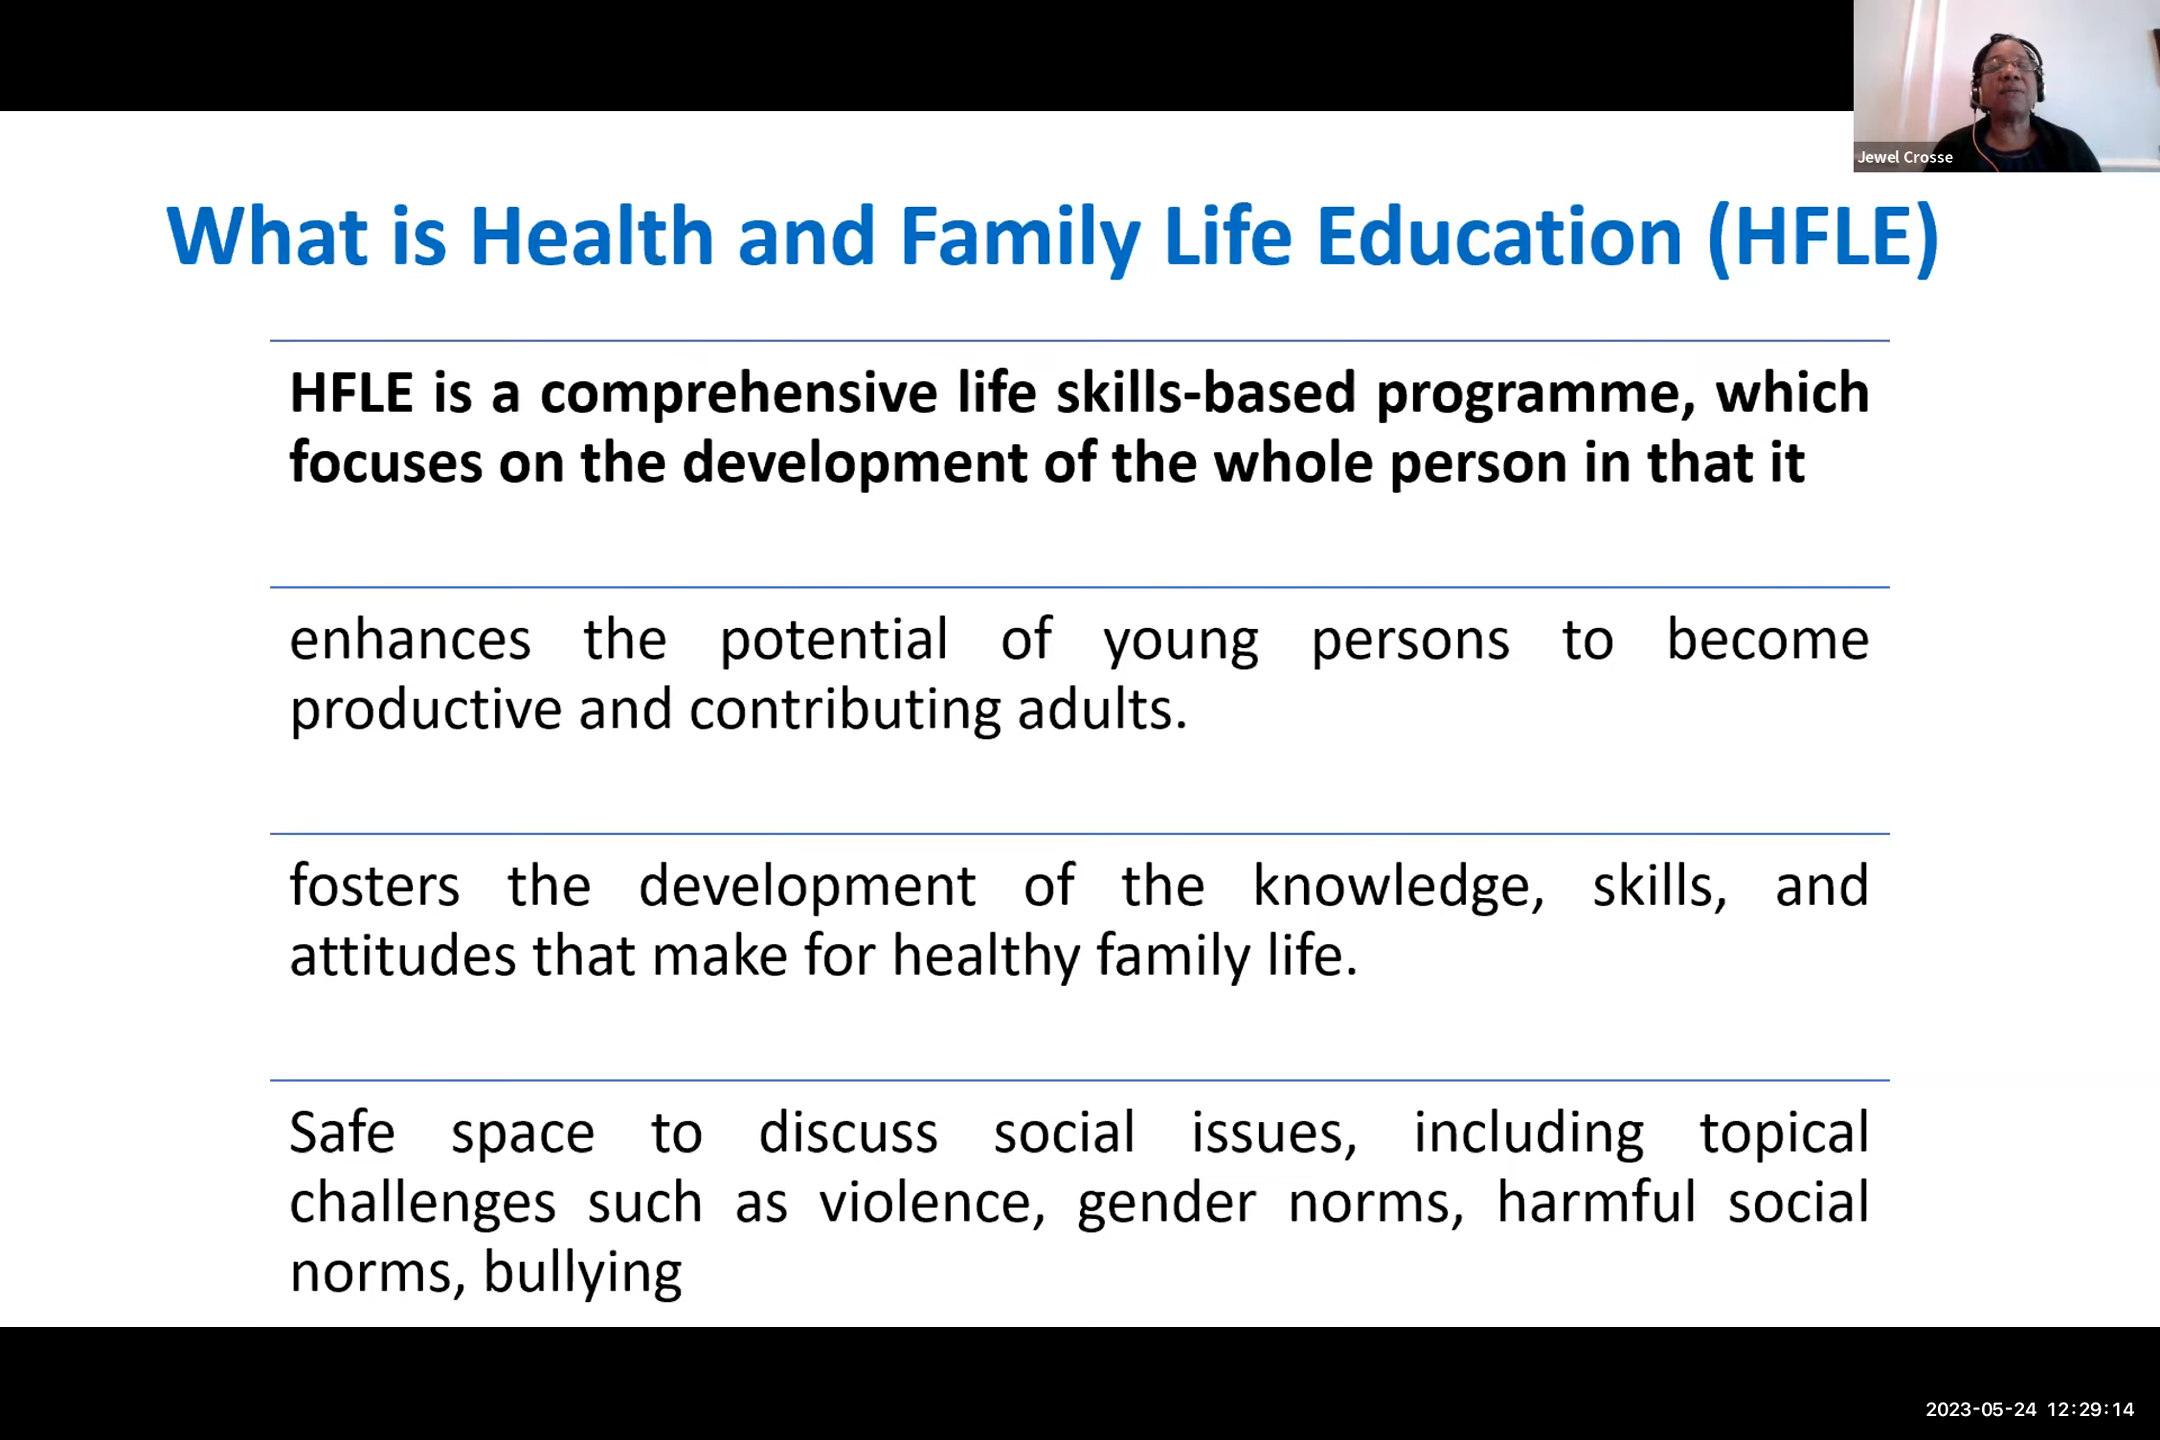 Jewel Crosse
What is Health and Family Life Education (HFLE)
HFLE is a comprehensive life skills-based programme, which
focuses on the development of the whole person in that it
enhances the potential of young persons to become
productive and contributing adults.
fosters the development of the knowledge, skills, and
attitudes that make for healthy family life.
Safe space to discuss social issues, including topical
challenges such as violence, gender norms, harmful social
norms, bullying
2023-05-24 12:29:14